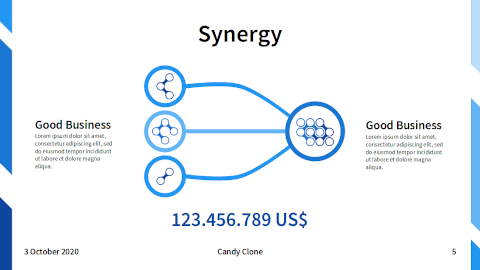 Synergy
Good Business
Lorem ipsum dolor sit amet,
consectetur adipiscing elit, sed
do eiusmod tempor incididunt
ut labore et dolore magna
aliqua.
Good Business
Lorem ipsum dolor sit amet,
consectetur adipiscing elit, sed
do eiusmod tempor incididunt
ut labore et dolore magna
aliqua.
123.456.789 US$
3 October 2020
Candy Clone
5